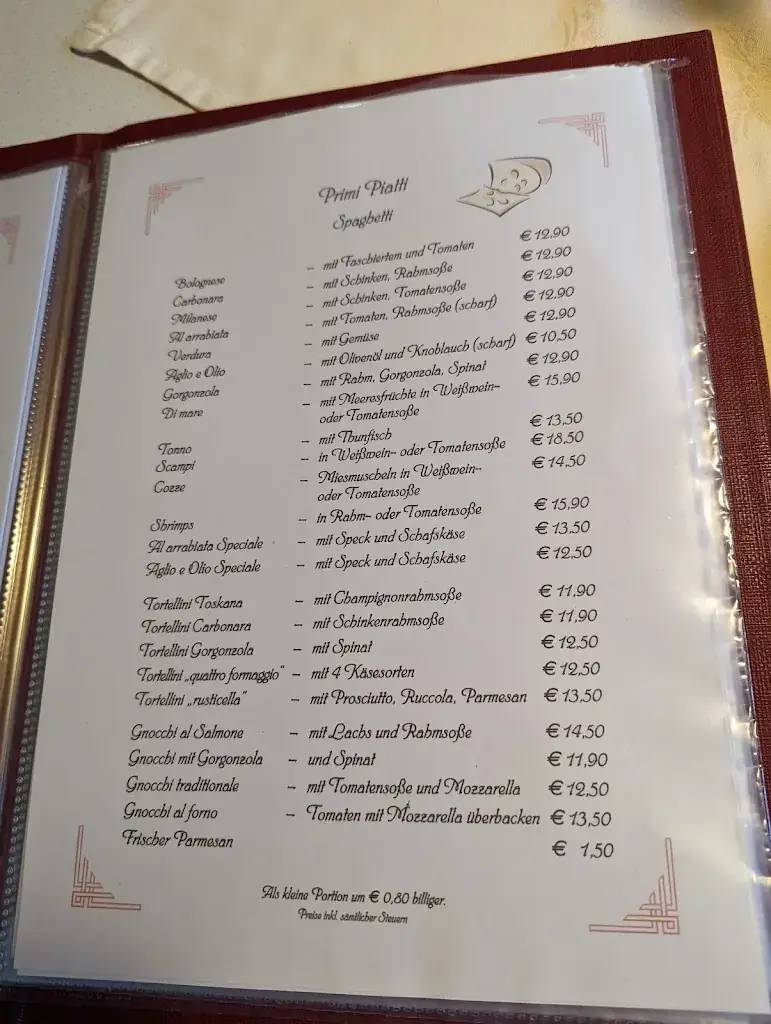 Primi Piatti
Spaghetti
Bolognese – mit Faschiertem und Tomaten € 12,90
Carbonara – mit Schinken, Rahmsoße € 12,90
Milanese – mit Schinken, Tomatensoße € 12,90
Al arrabiata – mit Tomaten, Rahmsoße (scharf) € 12,90
Verdura – mit Gemüse € 12,90
Aglio e Olio – mit Olivenöl und Knoblauch (scharf) € 10,50
Gorgonzola – mit Rahm, Gorgonzola, Spinat € 12,90
Di mare – mit Meeresfrüchte in Weißwein- € 15,90
oder Tomatensoße
Tonno – mit Thunfisch € 13,50
Scampi – in Weißwein- oder Tomatensoße € 18,50
Cozze – Miesmuscheln in Weißwein- € 14,50
oder Tomatensoße
Shrimps – in Rahm- oder Tomatensoße € 15,90
Al arrabiata Speciale – mit Speck und Schafskäse € 13,50
Aglio e Olio Speciale – mit Speck und Schafskäse € 12,50
Tortellini Toskana – mit Champignonrahmsoße € 11,90
Tortellini Carbonara – mit Schinkenrahmsoße € 11,90
Tortellini Gorgonzola – mit Spinat € 12,50
Tortellini „quattro formaggio“ – mit 4 Käsesorten € 12,50
Tortellini „rusticella“ – mit Prosciutto, Ruccola, Parmesan € 13,50
Gnocchi al Salmone – mit Lachs und Rahmsoße € 14,50
Gnocchi mit Gorgonzola – und Spinat € 11,90
Gnocchi traditionale – mit Tomatensoße und Mozzarella € 12,50
Gnocchi al forno – Tomaten mit Mozzarella überbacken € 13,50
Frischer Parmesan € 1,50
Als kleine Portion um € 0,80 billiger.
Preise inkl. sämtlicher Steuern